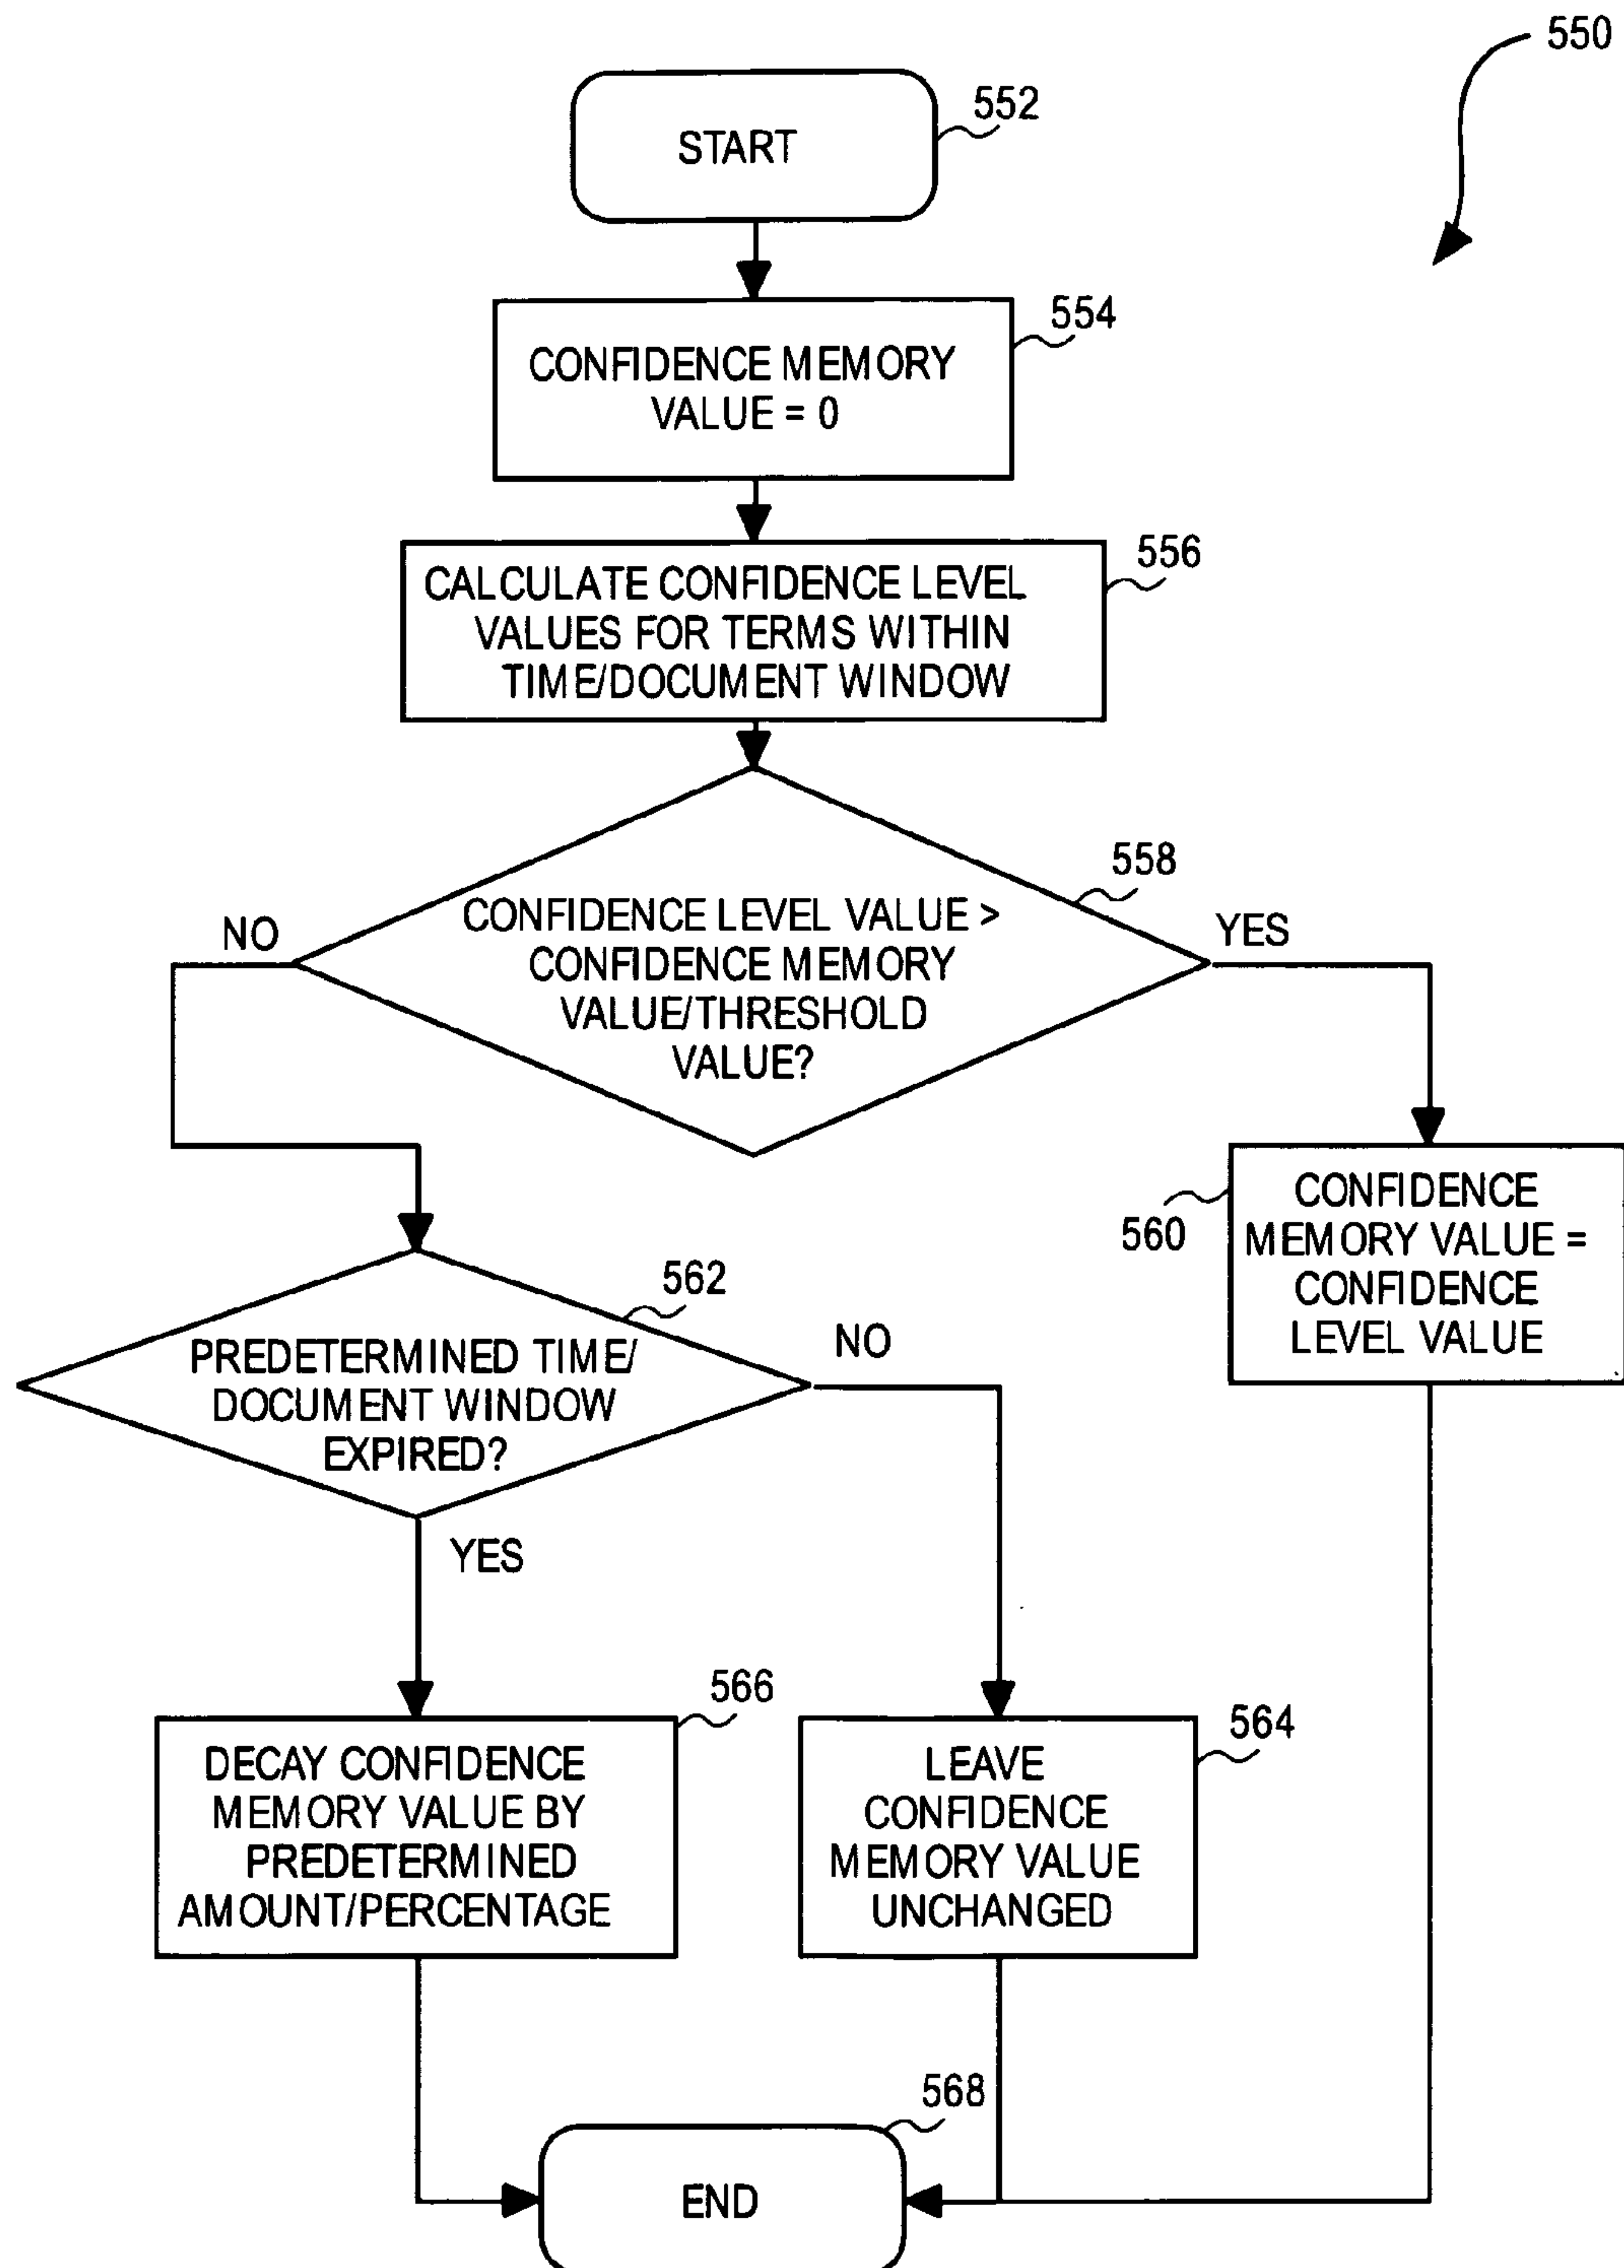 550
START
552
CONFIDENCE MEMORY
VALUE = 0
554
CALCULATE CONFIDENCE LEVEL
VALUES FOR TERMS WITHIN
TIME/DOCUMENT WINDOW
556
CONFIDENCE LEVEL VALUE >
CONFIDENCE MEMORY
VALUE/THRESHOLD
VALUE?
558
NO
YES
CONFIDENCE
MEMORY VALUE =
CONFIDENCE
LEVEL VALUE
560
PREDETERMINED TIME/
DOCUMENT WINDOW
EXPIRED?
562
NO
YES
DECAY CONFIDENCE
MEMORY VALUE BY
PREDETERMINED
AMOUNT/PERCENTAGE
566
LEAVE
CONFIDENCE
MEMORY VALUE
UNCHANGED
564
END
568